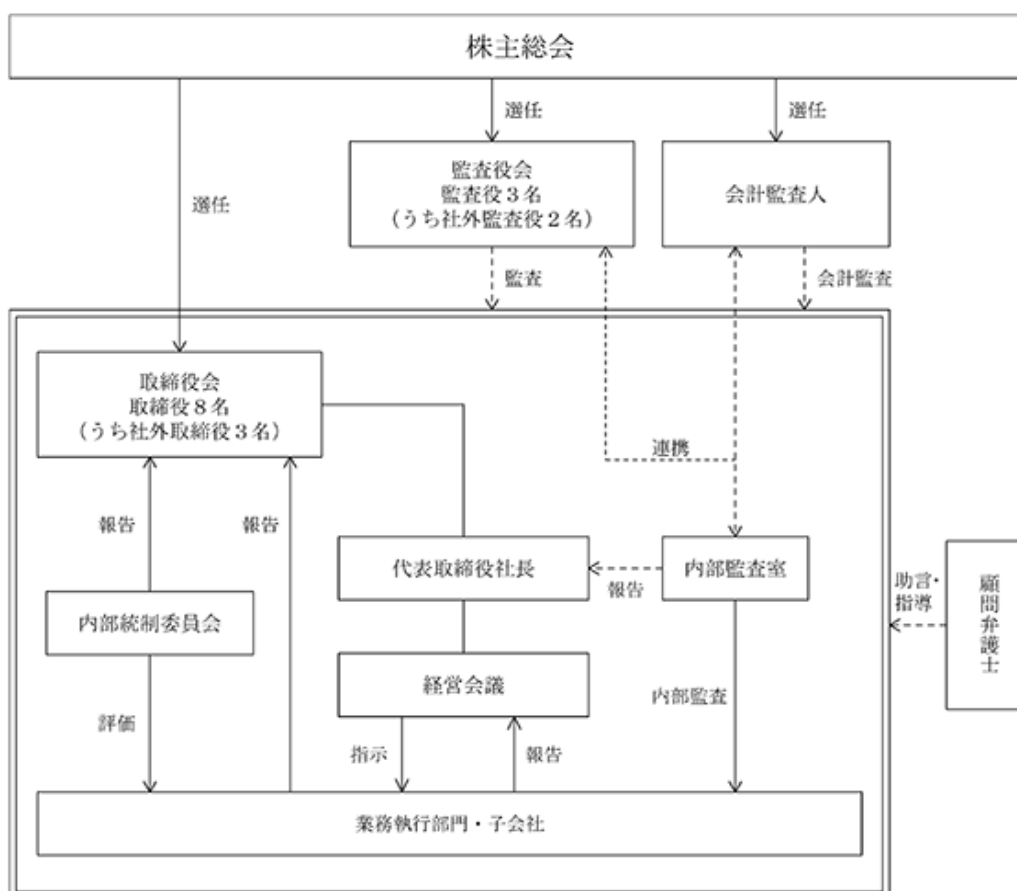 株主総会
選任
選任
選任
監査役会
監査役３名
（うち社外監査役２名）
会計監査人
監査
会計監査
取締役会
取締役８名
（うち社外取締役３名）
連携
報告
報告
代表取締役社長
報告
内部監査室
助言・
指導
顧問弁護士
内部統制委員会
経営会議
評価
指示
報告
内部監査
業務執行部門・子会社